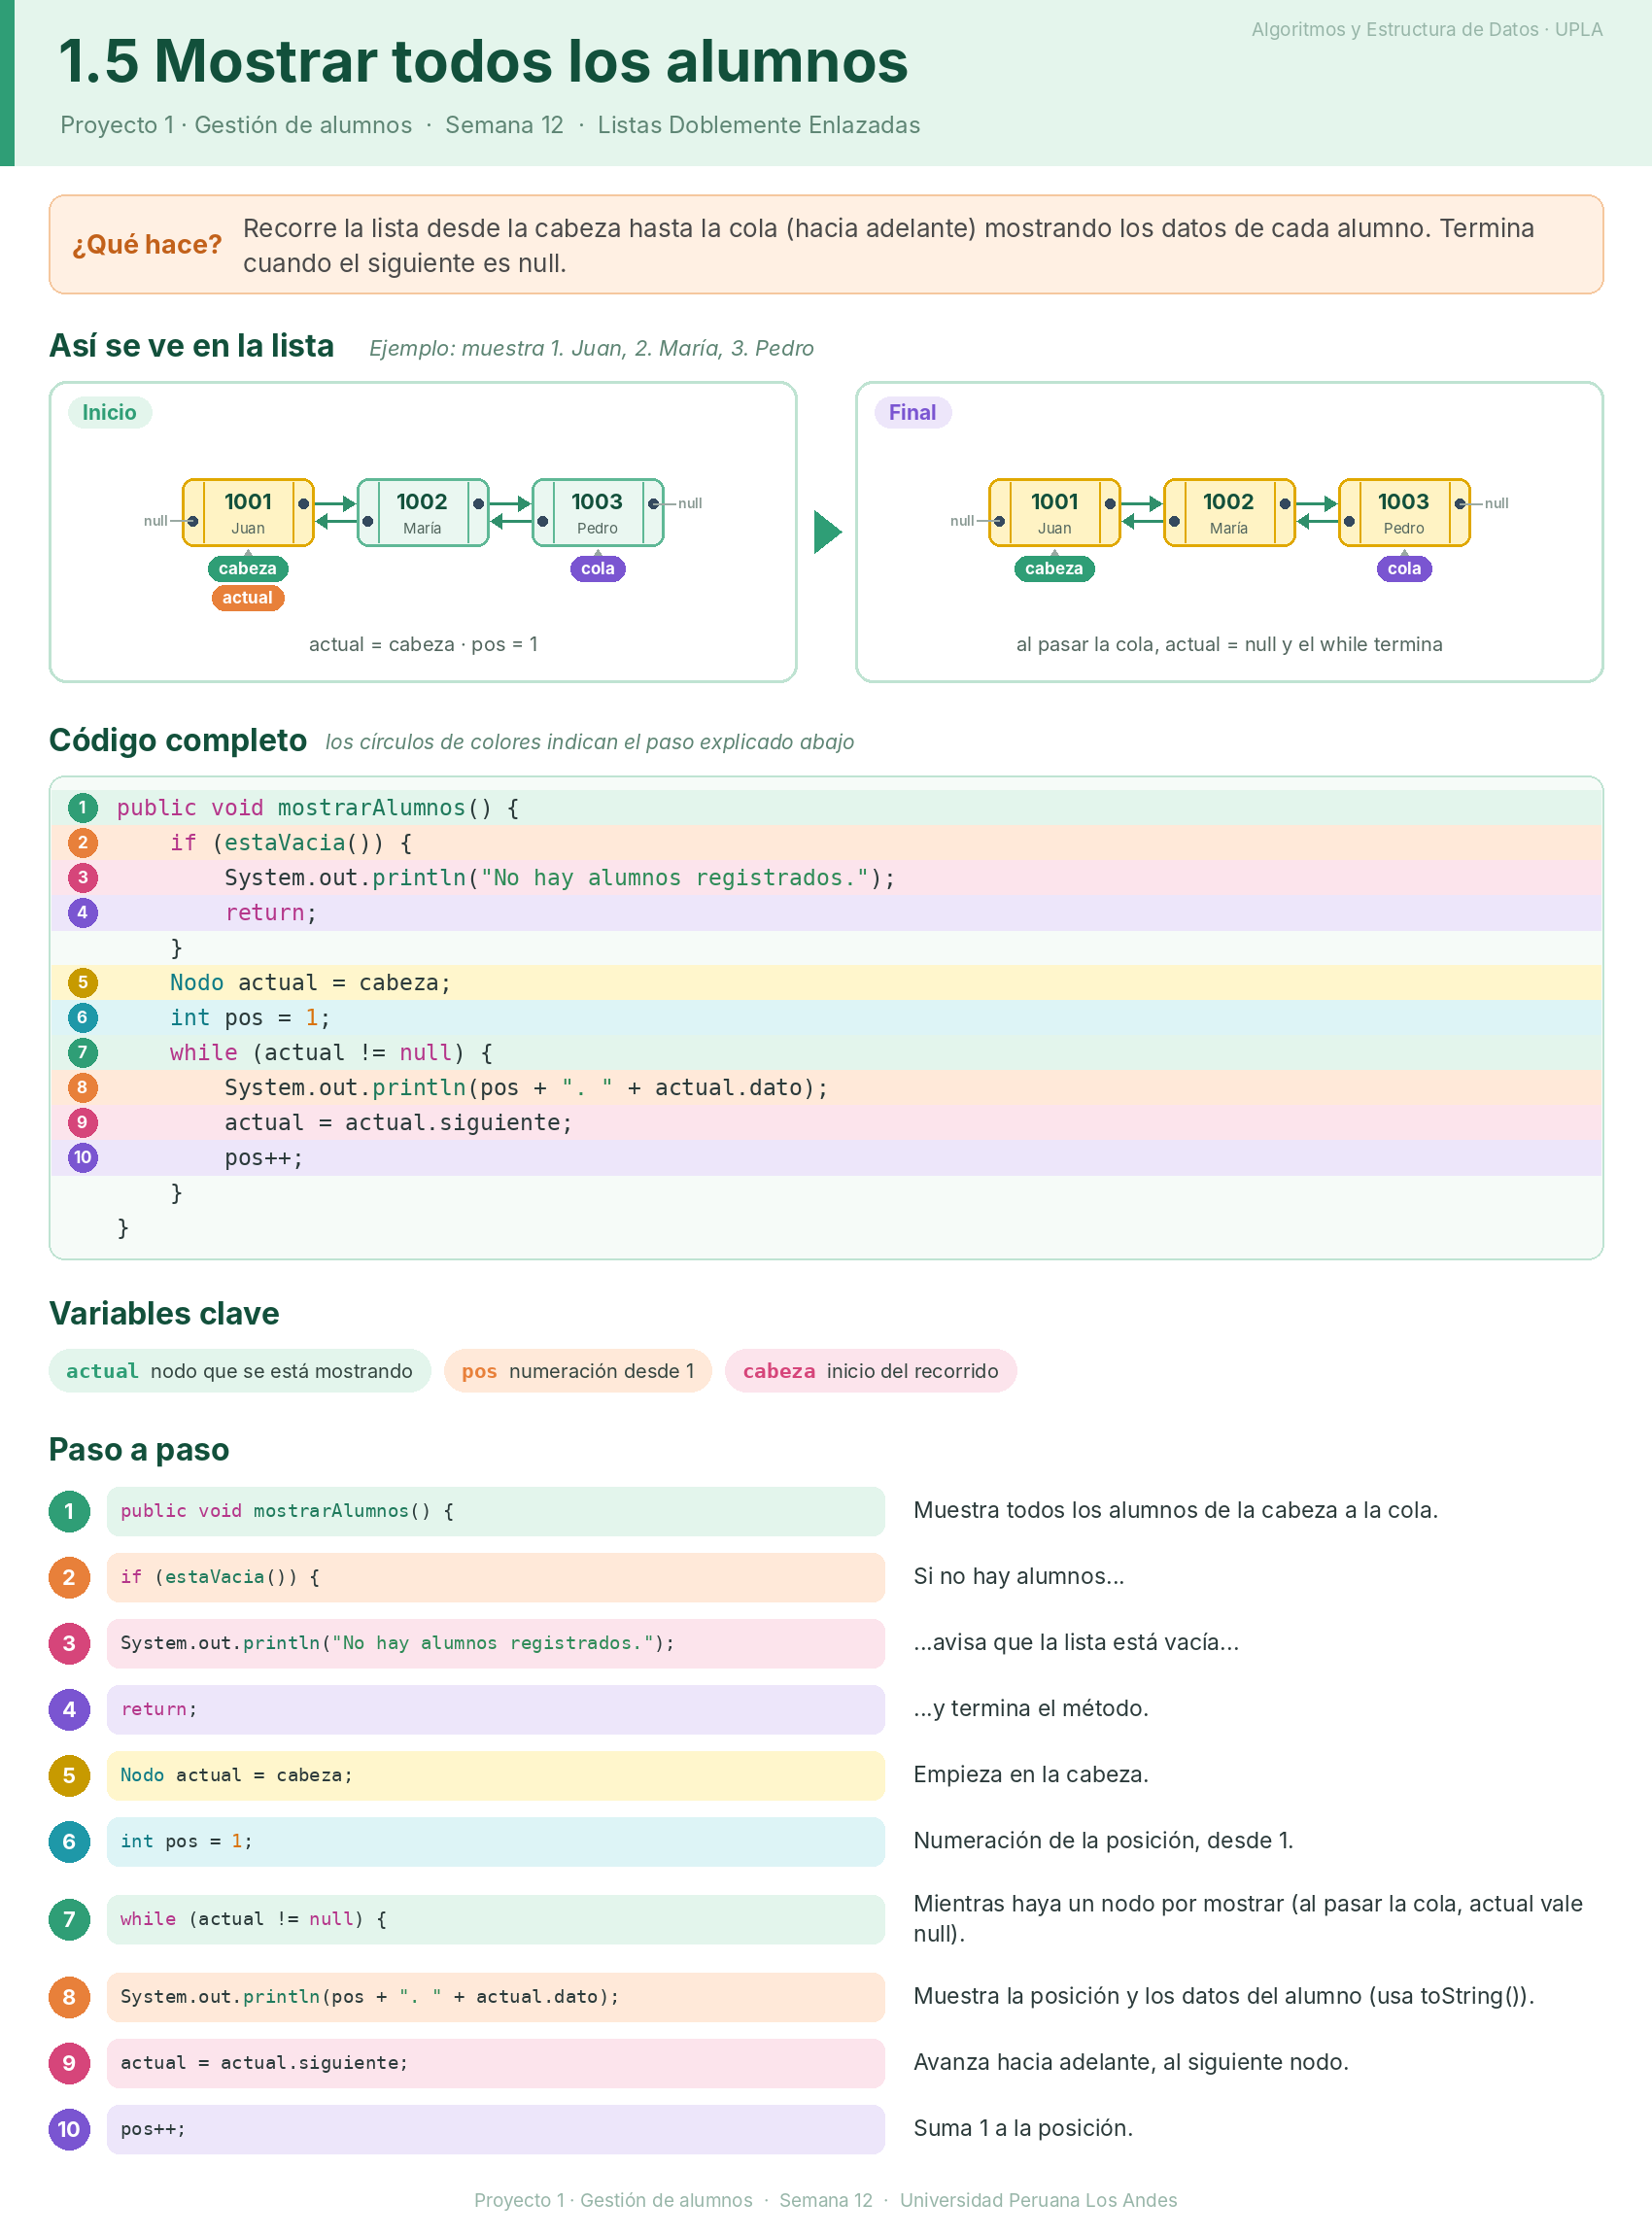 Algoritmos y Estructura de Datos · UPLA
1.5 Mostrar todos los alumnos
Proyecto 1 · Gestión de alumnos · Semana 12 · Listas Doblemente Enlazadas
¿Qué hace?
Recorre la lista desde la cabeza hasta la cola (hacia adelante) mostrando los datos de cada alumno. Termina
cuando el siguiente es null.
Así se ve en la lista
Ejemplo: muestra 1. Juan, 2. María, 3. Pedro
Inicio
null
1001
Juan
1002
María
1003
Pedro
null
cabeza
cola
actual
actual = cabeza · pos = 1
Final
null
1001
Juan
1002
María
1003
Pedro
null
cabeza
cola
al pasar la cola, actual = null y el while termina
Código completo
los círculos de colores indican el paso explicado abajo
1 public void mostrarAlumnos() {
2     if (estaVacia()) {
3         System.out.println("No hay alumnos registrados.");
4         return;
    }
5     Nodo actual = cabeza;
6     int pos = 1;
7     while (actual != null) {
8         System.out.println(pos + ". " + actual.dato);
9         actual = actual.siguiente;
10         pos++;
    }
}
Variables clave
actual nodo que se está mostrando
pos numeración desde 1
cabeza inicio del recorrido
Paso a paso
1 public void mostrarAlumnos() {
Muestra todos los alumnos de la cabeza a la cola.
2 if (estaVacia()) {
Si no hay alumnos...
3 System.out.println("No hay alumnos registrados.");
...avisa que la lista está vacía...
4 return;
...y termina el método.
5 Nodo actual = cabeza;
Empieza en la cabeza.
6 int pos = 1;
Numeración de la posición, desde 1.
7 while (actual != null) {
Mientras haya un nodo por mostrar (al pasar la cola, actual vale
null).
8 System.out.println(pos + ". " + actual.dato);
Muestra la posición y los datos del alumno (usa toString()).
9 actual = actual.siguiente;
Avanza hacia adelante, al siguiente nodo.
10 pos++;
Suma 1 a la posición.
Proyecto 1 · Gestión de alumnos · Semana 12 · Universidad Peruana Los Andes